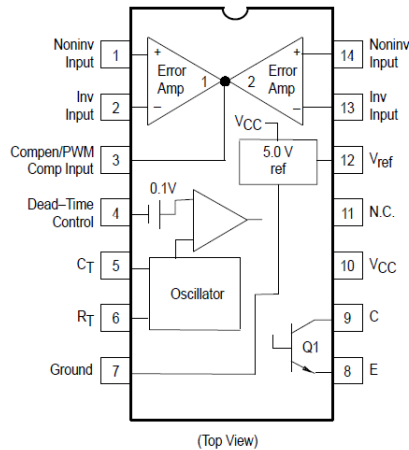 Noninv
Input
1
+
Error
Amp
1
2
Error
Amp
+
14
Noninv
Input
Inv
Input
2
–
–
13
Inv
Input
Compen/PWM
Comp Input
3
VCC
5.0 V
ref
12
Vref
Dead–Time
Control
4
0.1V
11
N.C.
CT
5
Oscillator
10
VCC
RT
6
Q1
9
C
Ground
7
8
E
(Top View)